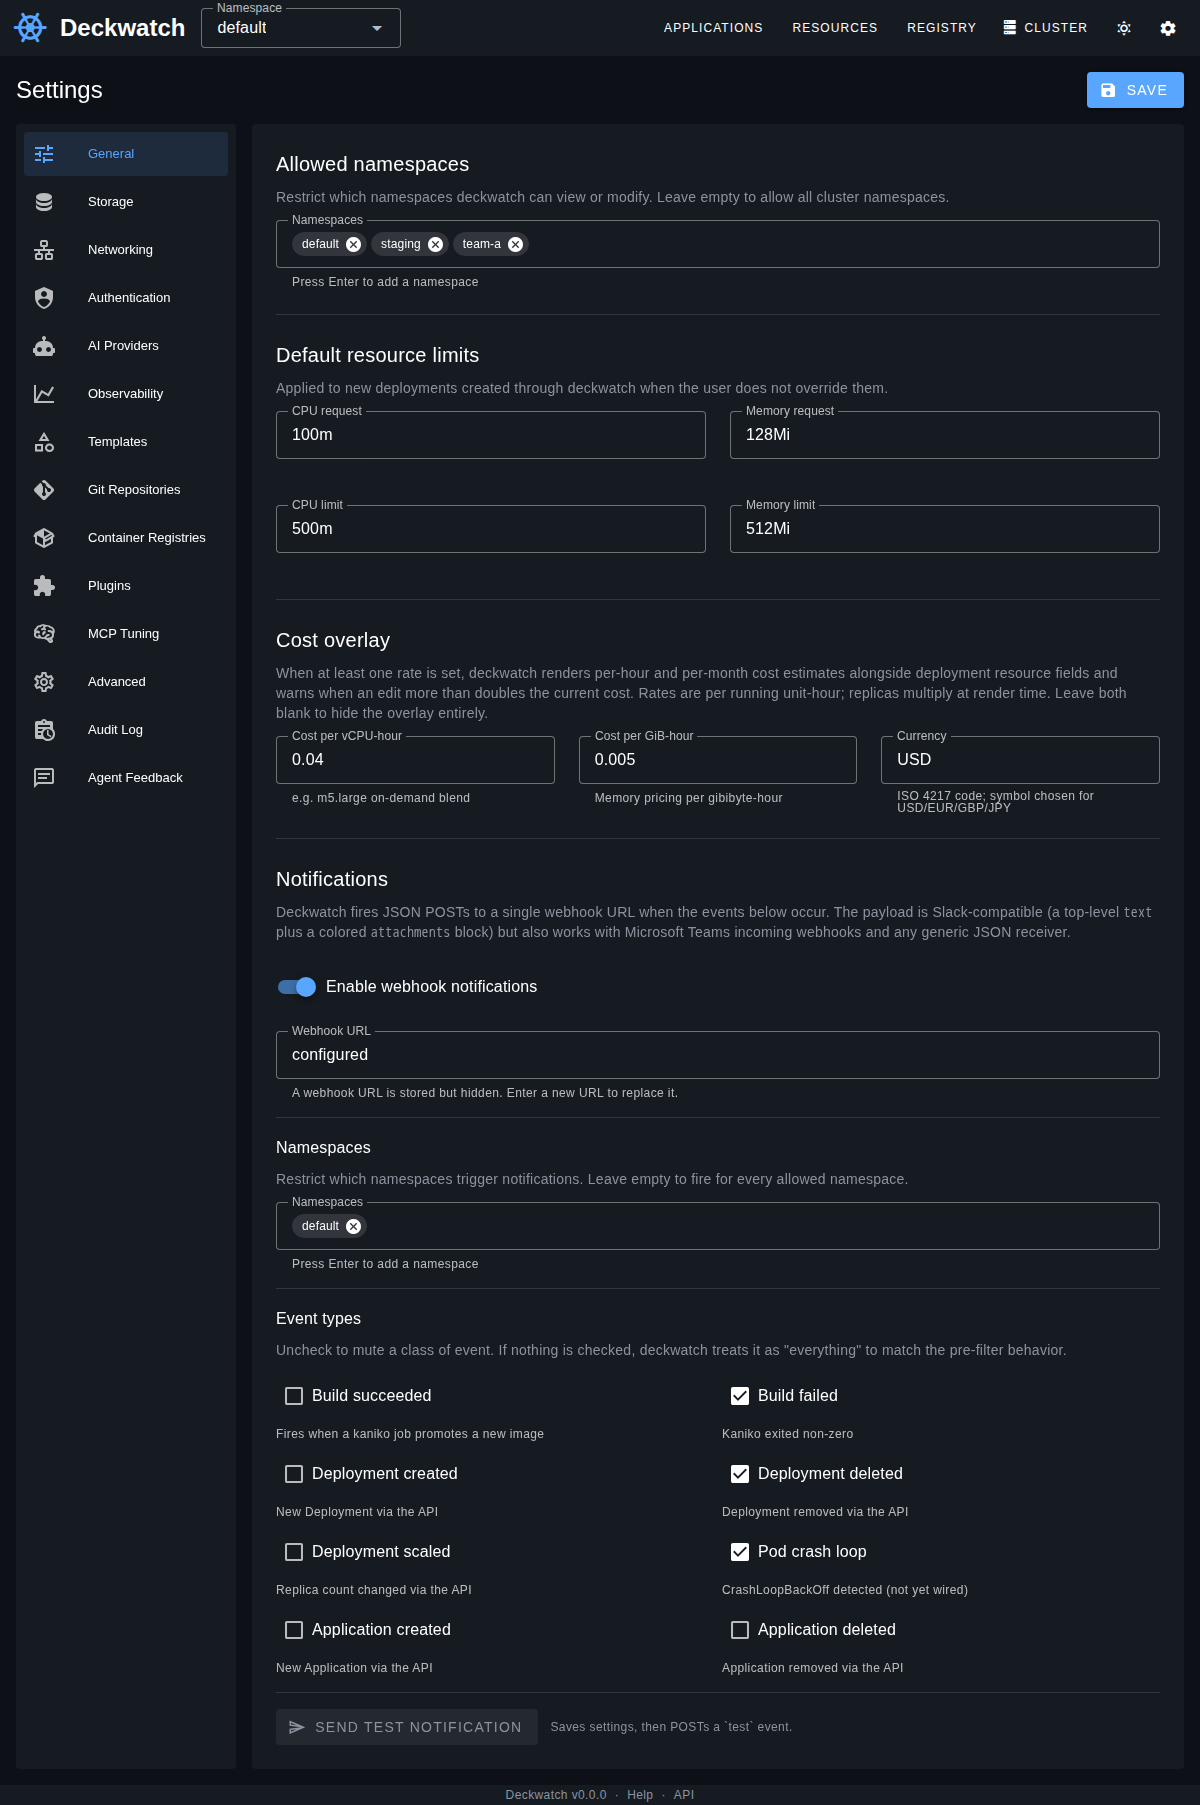 Deckwatch
Namespace
default
APPLICATIONS
RESOURCES
REGISTRY
CLUSTER
Settings
SAVE
General
Storage
Networking
Authentication
AI Providers
Observability
Templates
Git Repositories
Container Registries
Plugins
MCP Tuning
Advanced
Audit Log
Agent Feedback
Allowed namespaces
Restrict which namespaces deckwatch can view or modify. Leave empty to allow all cluster namespaces.
Namespaces
default
staging
team-a
Press Enter to add a namespace
Default resource limits
Applied to new deployments created through deckwatch when the user does not override them.
CPU request
100m
Memory request
128Mi
CPU limit
500m
Memory limit
512Mi
Cost overlay
When at least one rate is set, deckwatch renders per-hour and per-month cost estimates alongside deployment resource fields and
warns when an edit more than doubles the current cost. Rates are per running unit-hour; replicas multiply at render time. Leave both
blank to hide the overlay entirely.
Cost per vCPU-hour
0.04
e.g. m5.large on-demand blend
Cost per GiB-hour
0.005
Memory pricing per gibibyte-hour
Currency
USD
ISO 4217 code; symbol chosen for
USD/EUR/GBP/JPY
Notifications
Deckwatch fires JSON POSTs to a single webhook URL when the events below occur. The payload is Slack-compatible (a top-level text
plus a colored attachments block) but also works with Microsoft Teams incoming webhooks and any generic JSON receiver.
Enable webhook notifications
Webhook URL
configured
A webhook URL is stored but hidden. Enter a new URL to replace it.
Namespaces
Restrict which namespaces trigger notifications. Leave empty to fire for every allowed namespace.
Namespaces
default
Press Enter to add a namespace
Event types
Uncheck to mute a class of event. If nothing is checked, deckwatch treats it as "everything" to match the pre-filter behavior.
Build succeeded
Fires when a kaniko job promotes a new image
Build failed
Kaniko exited non-zero
Deployment created
New Deployment via the API
Deployment deleted
Deployment removed via the API
Deployment scaled
Replica count changed via the API
Pod crash loop
CrashLoopBackOff detected (not yet wired)
Application created
New Application via the API
Application deleted
Application removed via the API
SEND TEST NOTIFICATION
Saves settings, then POSTs a `test` event.
Deckwatch v0.0.0 · Help · API